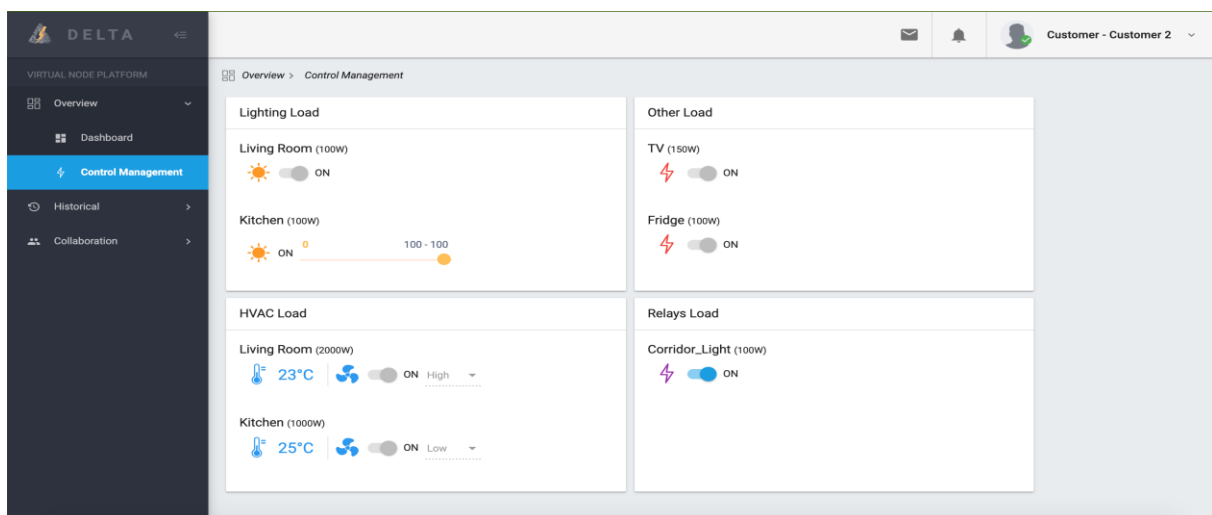 DELTA
Customer - Customer 2
VIRTUAL NODE PLATFORM
Overview
Dashboard
Control Management
Historical
Collaboration
Overview > Control Management
Lighting Load
Living Room (100W)
ON
Kitchen (100W)
ON 0 100 - 100
Other Load
TV (150W)
ON
Fridge (100W)
ON
HVAC Load
Living Room (2000W)
23°C ON High
Kitchen (1000W)
25°C ON Low
Relays Load
Corridor_Light (100W)
ON